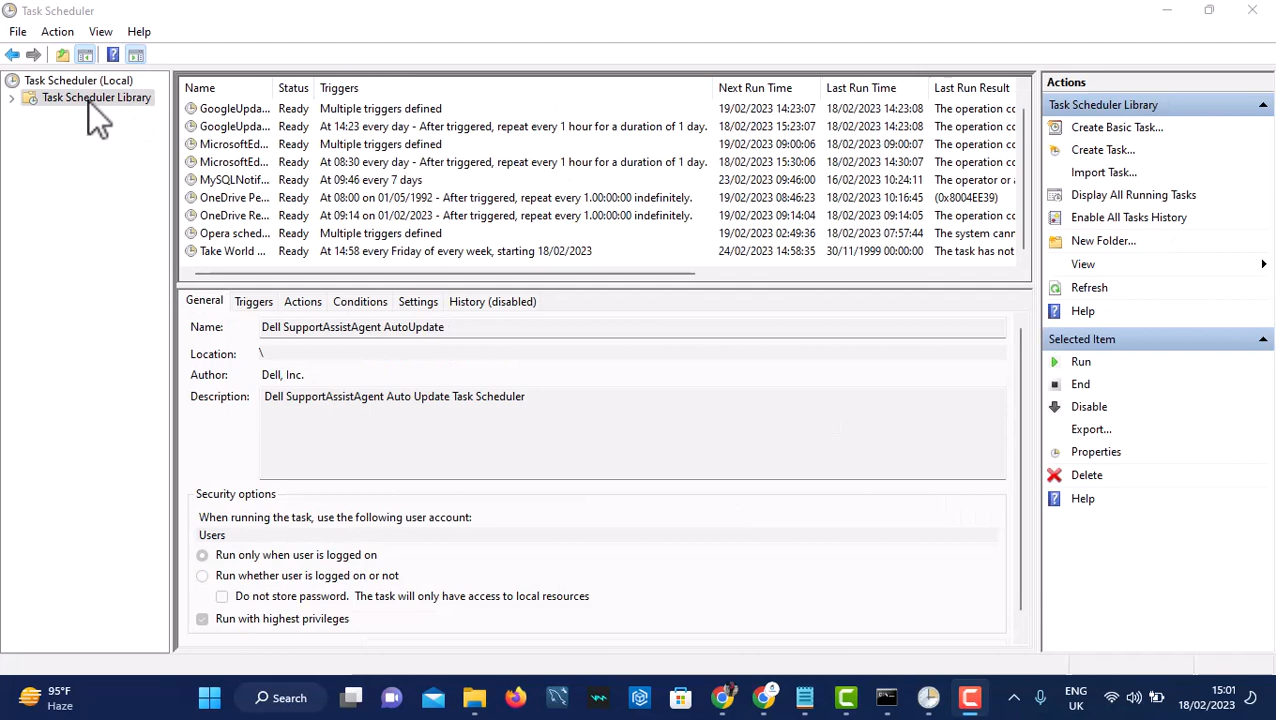 Task Scheduler
File Action View Help
Task Scheduler (Local)
Task Scheduler Library
Name Status Triggers Next Run Time Last Run Time Last Run Result
GoogleUpda... Ready Multiple triggers defined 19/02/2023 14:23:07 18/02/2023 14:23:08 The operation cc
GoogleUpda... Ready At 14:23 every day - After triggered, repeat every 1 hour for a duration of 1 day. 18/02/2023 15:23:07 18/02/2023 14:23:08 The operation cc
MicrosoftEd... Ready Multiple triggers defined 19/02/2023 09:00:06 18/02/2023 09:00:07 The operation cc
MicrosoftEd... Ready At 08:30 every day - After triggered, repeat every 1 hour for a duration of 1 day. 18/02/2023 15:30:06 18/02/2023 14:30:07 The operation cc
MySQLNotif... Ready At 09:46 every 7 days 23/02/2023 09:46:00 16/02/2023 10:24:11 The operator or a
OneDrive Pe... Ready At 08:00 on 01/05/1992 - After triggered, repeat every 1.00:00:00 indefinitely. 19/02/2023 08:46:23 18/02/2023 10:16:45 (0x8004EE39)
OneDrive Re... Ready At 09:14 on 01/02/2023 - After triggered, repeat every 1.00:00:00 indefinitely. 19/02/2023 09:14:04 18/02/2023 09:14:05 The operation cc
Opera sched... Ready Multiple triggers defined 19/02/2023 02:49:36 18/02/2023 07:57:44 The system canr
Take World ... Ready At 14:58 every Friday of every week, starting 18/02/2023 24/02/2023 14:58:35 30/11/1999 00:00:00 The task has not
General Triggers Actions Conditions Settings History (disabled)
Name: Dell SupportAssistAgent AutoUpdate
Location: \
Author: Dell, Inc.
Description: Dell SupportAssistAgent Auto Update Task Scheduler
Security options
When running the task, use the following user account:
Users
Run only when user is logged on
Run whether user is logged on or not
Do not store password. The task will only have access to local resources
Run with highest privileges
Actions
Task Scheduler Library
Create Basic Task...
Create Task...
Import Task...
Display All Running Tasks
Enable All Tasks History
New Folder...
View
Refresh
Help
Selected Item
Run
End
Disable
Export...
Properties
Delete
Help
95°F
Haze
Search
ENG
UK
15:01
18/02/2023